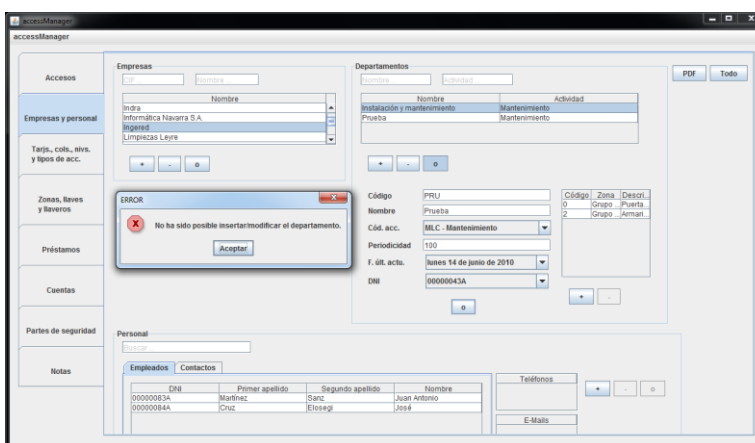 accessManager
accessManager
Accesos
Empresas y personal
Tarjs., cols., nivs.
y tipos de acc.
Zonas, llaves
y llaveros
Préstamos
Cuentas
Partes de seguridad
Notas
Empresas
CIF
Nombre
Nombre
Indra
Informática Navarra S.A.
Ingered
Limpiezas Leyre
+ - o
Departamentos
Nombre
Actividad
Nombre Actividad
Instalación y mantenimiento Mantenimiento
Prueba Mantenimiento
+ - o
PDF Todo
ERROR
X
No ha sido posible insertar/modificar el departamento.
Aceptar
Código PRU
Nombre Prueba
Cód. acc. MLC - Mantenimiento
Periodicidad 100
F. últ. actu. lunes 14 de junio de 2010
DNI 00000043A
o
Código Zona Descri...
0 Grupo ... Puerta...
2 Grupo ... Armari...
+ -
Personal
Buscar...
Empleados Contactos
DNI Primer apellido Segundo apellido Nombre
00000083A Martínez Sanz Juan Antonio
00000084A Cruz Elosegi José
Teléfonos
+ - o
E-Mails